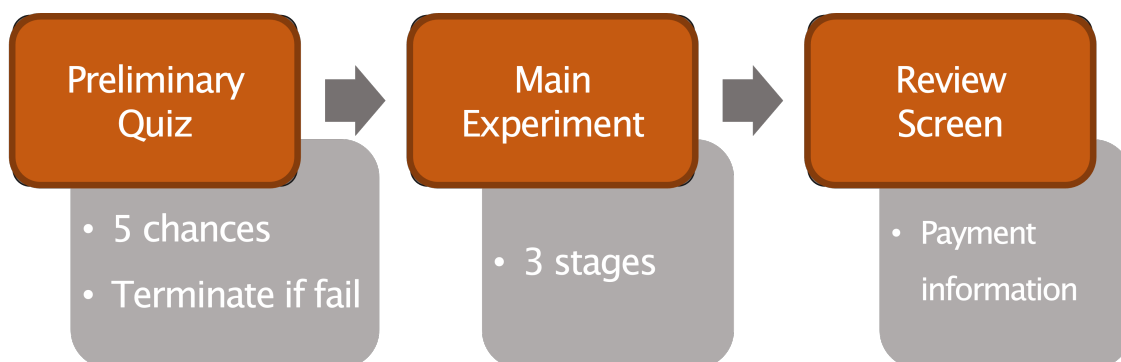 Preliminary
Quiz
• 5 chances
• Terminate if fail
Main
Experiment
• 3 stages
Review
Screen
• Payment
information